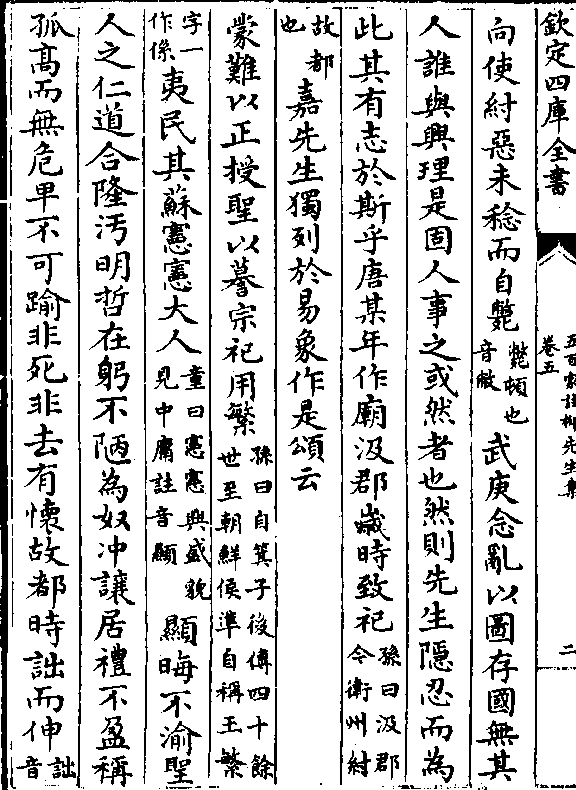 欽定四庫全書
五百家註柳先生集
卷五
二
向使紂惡未稔而自斃斃頓也音敝武庚念亂以圖存國無其
人誰與興理是固人事之或然者也然則先生隱忍而為
此其有志於斯乎唐某年作廟汲郡嵗時致祀孫曰汲郡今衛州紂
故都也嘉先生獨列於易象作是頌云
蒙難以正授聖以謩宗祀用繁孫曰自箕子後傳四十餘世至朝鮮侯準自稱王繁
字一作係夷民其蘇憲憲大人童曰憲憲興盛貌見中庸註音顯顯晦不渝聖
人之仁道合隆汚明哲在躬不陋為奴冲讓居禮不盈稱
孤髙而無危卑不可踰非死非去有懷故都時詘而伸詘音